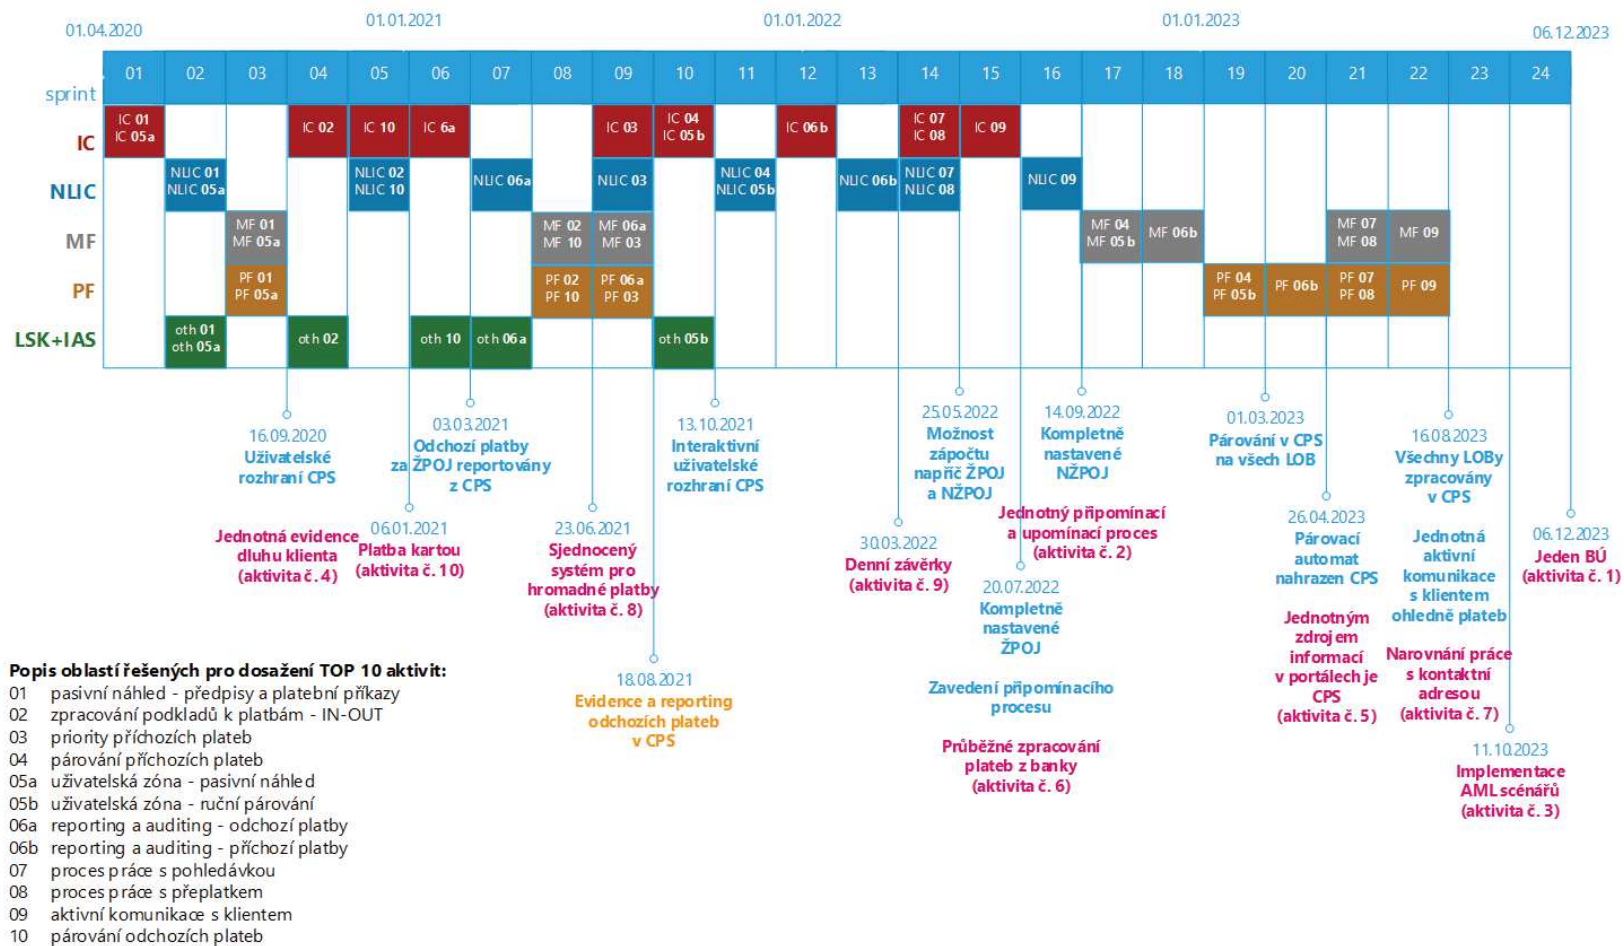 01.04.2020
01.01.2021
01.01.2022
01.01.2023
06.12.2023
sprint
01 02 03 04 05 06 07 08 09 10 11 12 13 14 15 16 17 18 19 20 21 22 23 24
IC
IC 01
IC 05a
IC 02
IC 10
IC 6a
IC 03
IC 04
IC 05b
IC 06b
IC 07
IC 08
IC 09
NLIC
NLIC 01
NLIC 05a
NLIC 02
NLIC 10
NLIC 06a
NLIC 03
NLIC 04
NLIC 05b
NLIC 06b
NLIC 07
NLIC 08
NLIC 09
MF
MF 01
MF 05a
MF 02
MF 10
MF 06a
MF 03
MF 04
MF 05b
MF 06b
MF 07
MF 08
MF 09
PF
PF 01
PF 05a
PF 02
PF 10
PF 06a
PF 03
PF 04
PF 05b
PF 06b
PF 07
PF 08
PF 09
LSK+IAS
oth 01
oth 05a
oth 02
oth 10
oth 06a
oth 05b
16.09.2020
Uživatelské
rozhraní CPS
Jednotná evidence
dluhu klienta
(aktivita č. 4)
03.03.2021
Odchozí platby
za ŽPOJ reportovány
z CPS
06.01.2021
Platba kartou
(aktivita č. 10)
23.06.2021
Sjednocený
systém pro
hromadné platby
(aktivita č. 8)
13.10.2021
Interaktivní
uživatelské
rozhraní CPS
18.08.2021
Evidence a reporting
odchozích plateb
v CPS
25.05.2022
Možnost
zápočtu
napříč ŽPOJ
a NŽPOJ
30.03.2022
Denní závěrky
(aktivita č. 9)
14.09.2022
Kompletně
nastavené
NŽPOJ
Jednotný připomínací
a upomínací proces
(aktivita č. 2)
20.07.2022
Kompletně
nastavené
ŽPOJ
Zavedení připomínacího
procesu
Průběžné zpracování
plateb z banky
(aktivita č. 6)
01.03.2023
Párování v CPS
na všech LOB
26.04.2023
Párovací
automat
nahrazen CPS
Jednotným
zdrojem
informací
v portálech je
CPS
(aktivita č. 5)
16.08.2023
Všechny LOBy
zpracovány
v CPS
Jednotná
aktivní
komunikace
s klientem
ohledně plateb
Narovnání práce
s kontaktní
adresou
(aktivita č. 7)
11.10.2023
Implementace
AML scénářů
(aktivita č. 3)
06.12.2023
Jeden BÚ
(aktivita č. 1)
Popis oblastí řešených pro dosažení TOP 10 aktivit:
01 pasivní náhled - předpisy a platební příkazy
02 zpracování podkladů k platbám - IN-OUT
03 priority příchozích plateb
04 párování příchozích plateb
05a uživatelská zóna - pasivní náhled
05b uživatelská zóna - ruční párování
06a reporting a auditing - odchozí platby
06b reporting a auditing - příchozí platby
07 proces práce s pohledávkou
08 proces práce s přeplatkem
09 aktivní komunikace s klientem
10 párování odchozích plateb